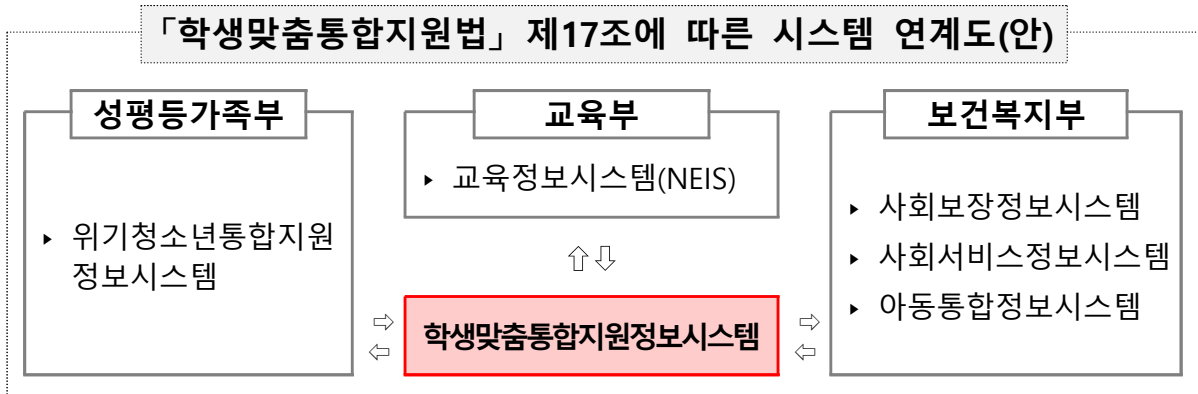 「학생맞춤통합지원법」 제17조에 따른 시스템 연계도(안)
성평등가족부
▸ 위기청소년통합지원
정보시스템
교육부
▸ 교육정보시스템(NEIS)
학생맞춤통합지원정보시스템
보건복지부
▸ 사회보장정보시스템
▸ 사회서비스정보시스템
▸ 아동통합정보시스템